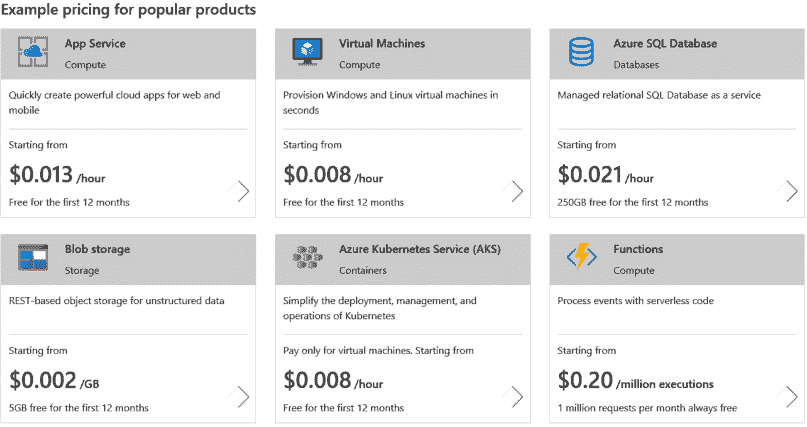 Example pricing for popular products
App Service
Compute
Quickly create powerful cloud apps for web and
mobile
Starting from
$0.013 /hour
Free for the first 12 months
Virtual Machines
Compute
Provision Windows and Linux virtual machines in
seconds
Starting from
$0.008 /hour
Free for the first 12 months
Azure SQL Database
Databases
Managed relational SQL Database as a service
Starting from
$0.021 /hour
250GB free for the first 12 months
Blob storage
Storage
REST-based object storage for unstructured data
Starting from
$0.002 /GB
5GB free for the first 12 months
Azure Kubernetes Service (AKS)
Containers
Simplify the deployment, management, and
operations of Kubernetes
Pay only for virtual machines. Starting from
$0.008 /hour
Free for the first 12 months
Functions
Compute
Process events with serverless code
Starting from
$0.20 /million executions
1 million requests per month always free